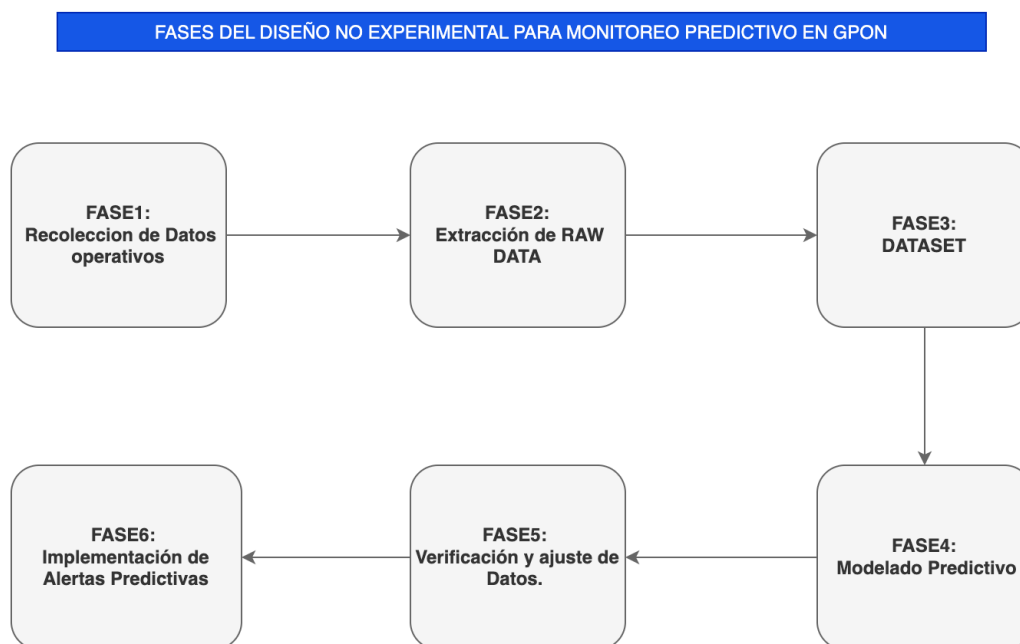 FASES DEL DISEÑO NO EXPERIMENTAL PARA MONITOREO PREDICTIVO EN GPON
FASE1:
Recoleccion de Datos
operativos
FASE2:
Extracción de RAW
DATA
FASE3:
DATASET
FASE4:
Modelado Predictivo
FASE5:
Verificación y ajuste de
Datos.
FASE6:
Implementación de
Alertas Predictivas